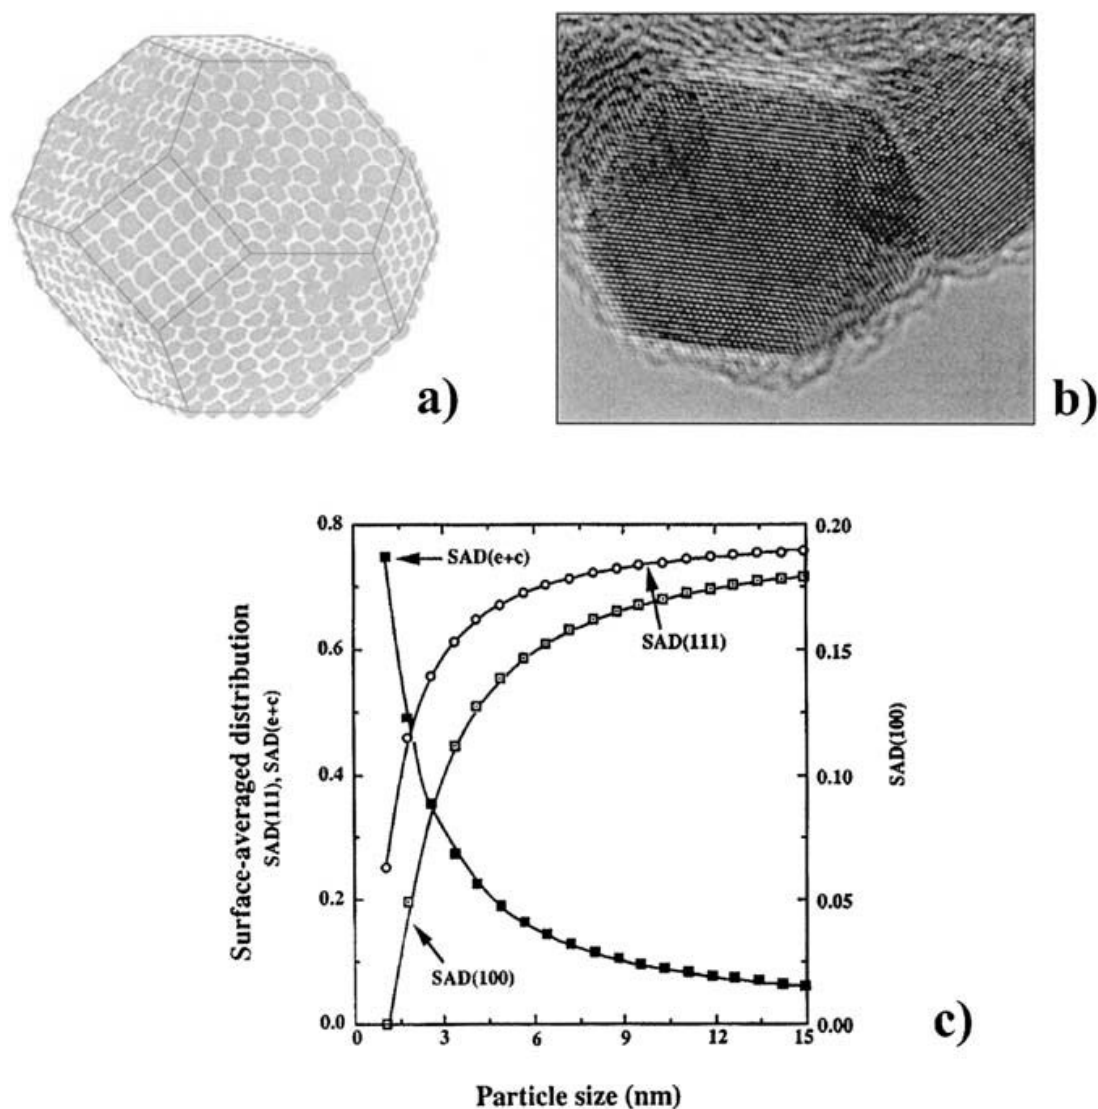 a)
b)
0.8
0.6
0.4
0.2
0.0
Surface-averaged distribution
SAD(111), SAD(e+c)
SAD(e+c)
SAD(111)
SAD(100)
0.20
0.15
0.10
0.05
0.00
SAD(100)
0 3 6 9 12 15
Particle size (nm)
c)